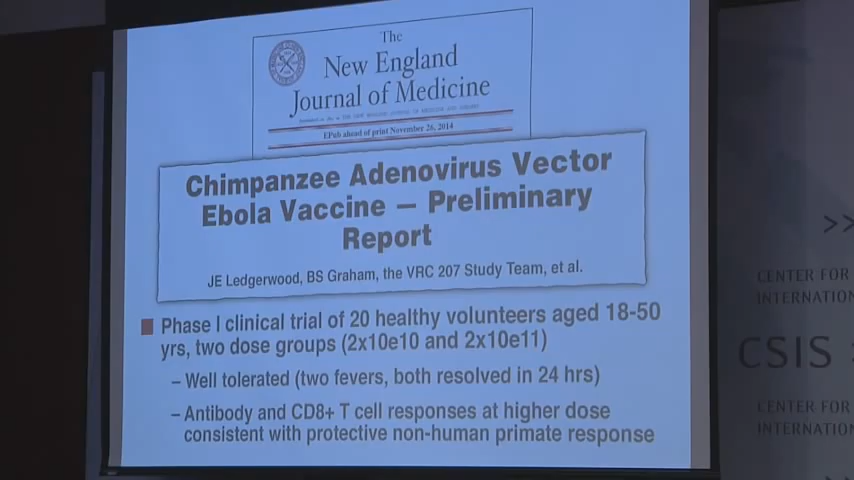 The
New England
Journal of Medicine
EPub ahead of print November 26, 2014
Chimpanzee Adenovirus Vector
Ebola Vaccine – Preliminary
Report
JE Ledgerwood, BS Graham, the VRC 207 Study Team, et al.
Phase I clinical trial of 20 healthy volunteers aged 18-50
yrs, two dose groups (2x10e10 and 2x10e11)
– Well tolerated (two fevers, both resolved in 24 hrs)
– Antibody and CD8+ T cell responses at higher dose
consistent with protective non-human primate response
>>
CENTER FOR
INTERNATION
CSIS
CENTER FOR
INTERNATION